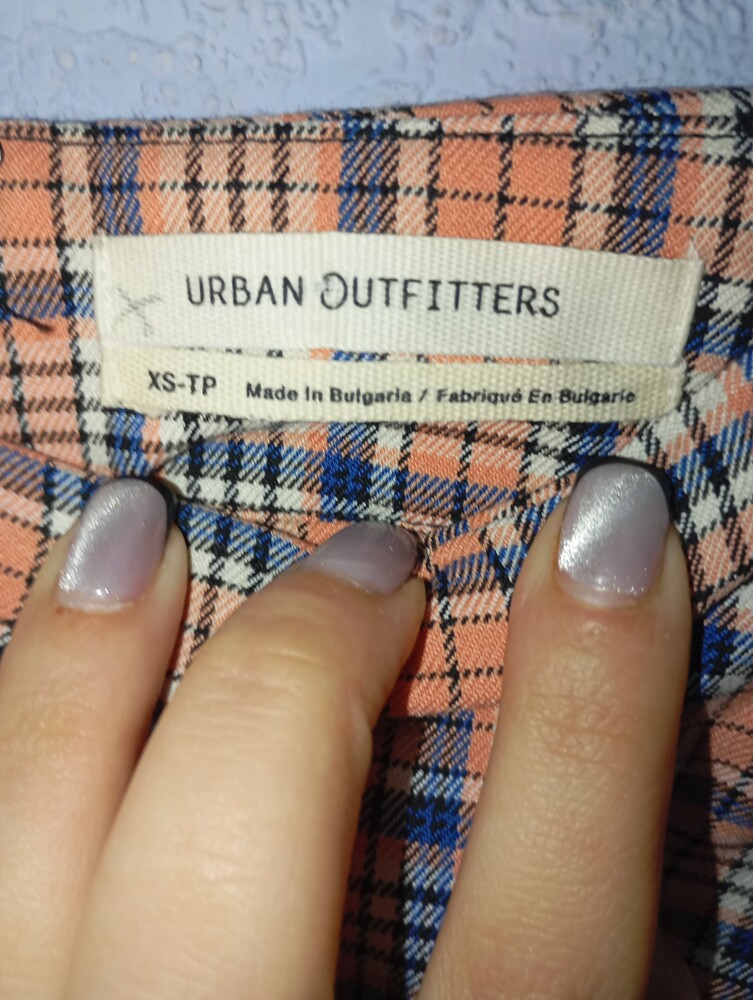 URBAN OUTFITTERS
XS-TP Made In Bulgaria / Fabriqué En Bulgarie